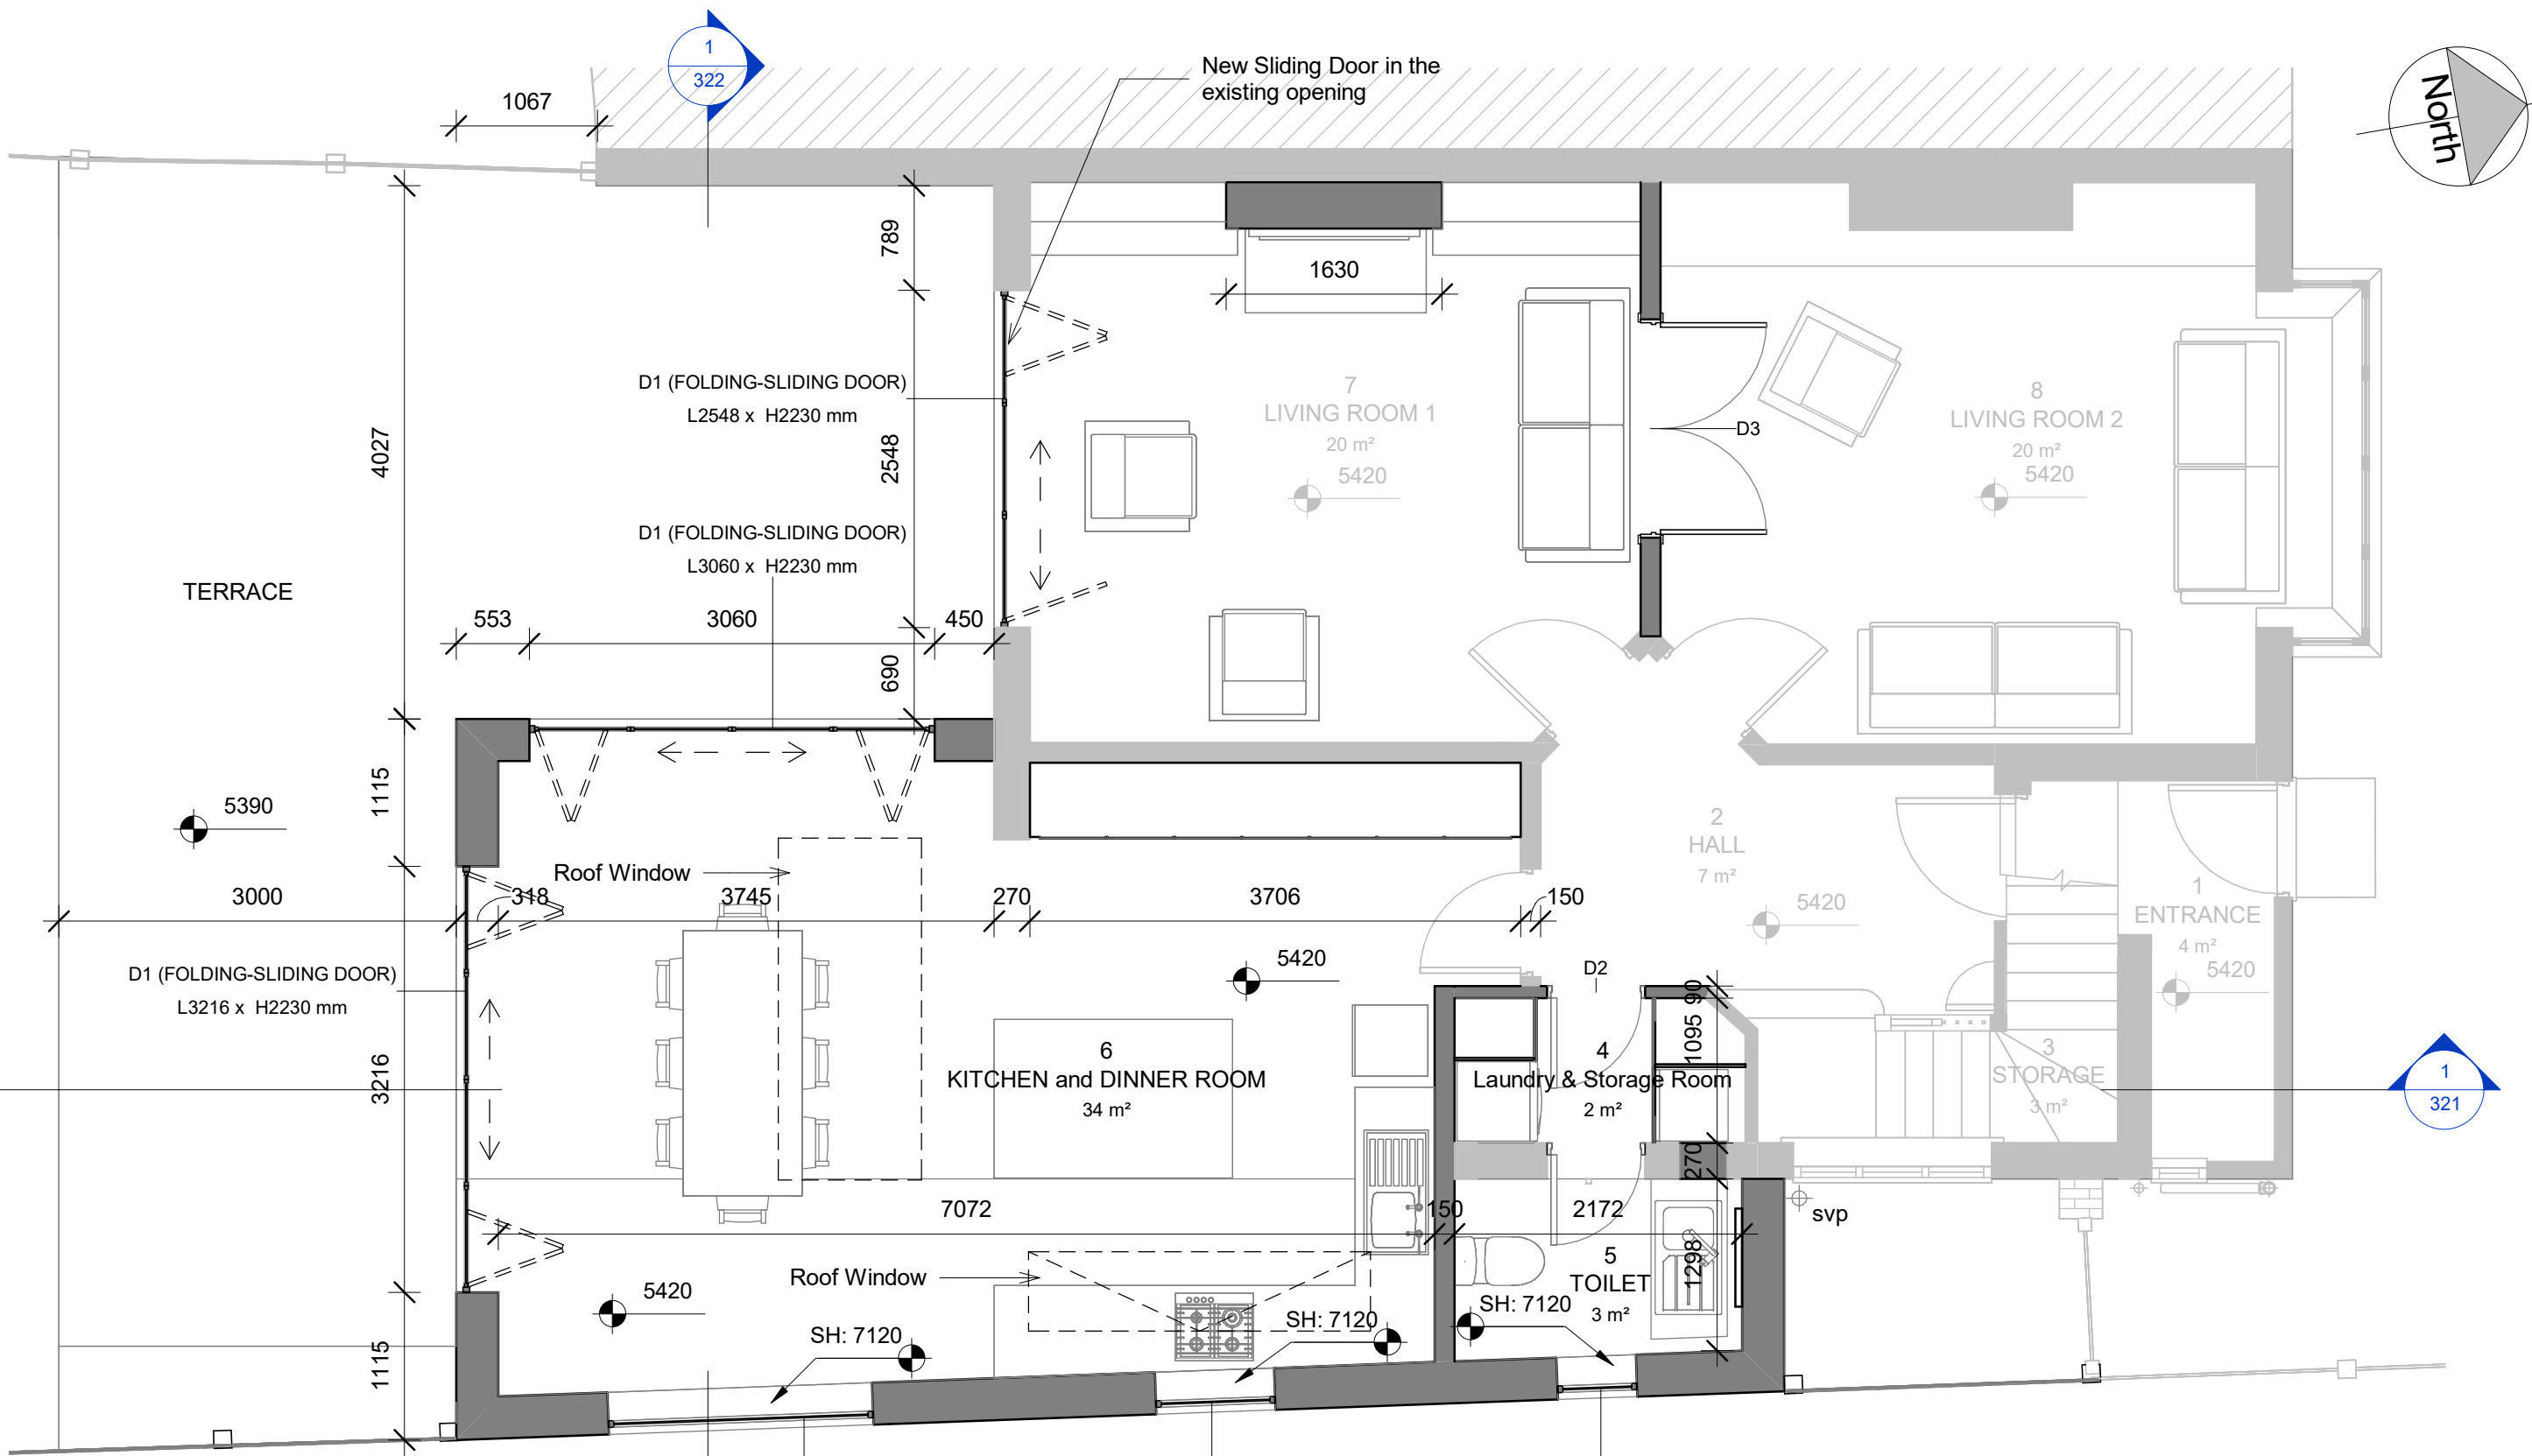 1
322
New Sliding Door in the
existing opening
North
1067
789
1630
D1 (FOLDING-SLIDING DOOR)
L2548 x H2230 mm
7
LIVING ROOM 1
20 m²
5420
8
LIVING ROOM 2
20 m²
5420
D3
4027
2548
D1 (FOLDING-SLIDING DOOR)
L3060 x H2230 mm
TERRACE
553
3060
450
690
1115
5390
Roof Window
2
HALL
7 m²
5420
1
ENTRANCE
4 m²
5420
3000
318
3745
270
3706
150
D1 (FOLDING-SLIDING DOOR)
L3216 x H2230 mm
5420
D2
90
1095
3216
6
KITCHEN and DINNER ROOM
34 m²
4
Laundry & Storage Room
2 m²
3
STORAGE
3 m²
1
321
270
7072
150
2172
svp
1298
5
TOILET
3 m²
Roof Window
5420
SH: 7120
SH: 7120
SH: 7120
1115